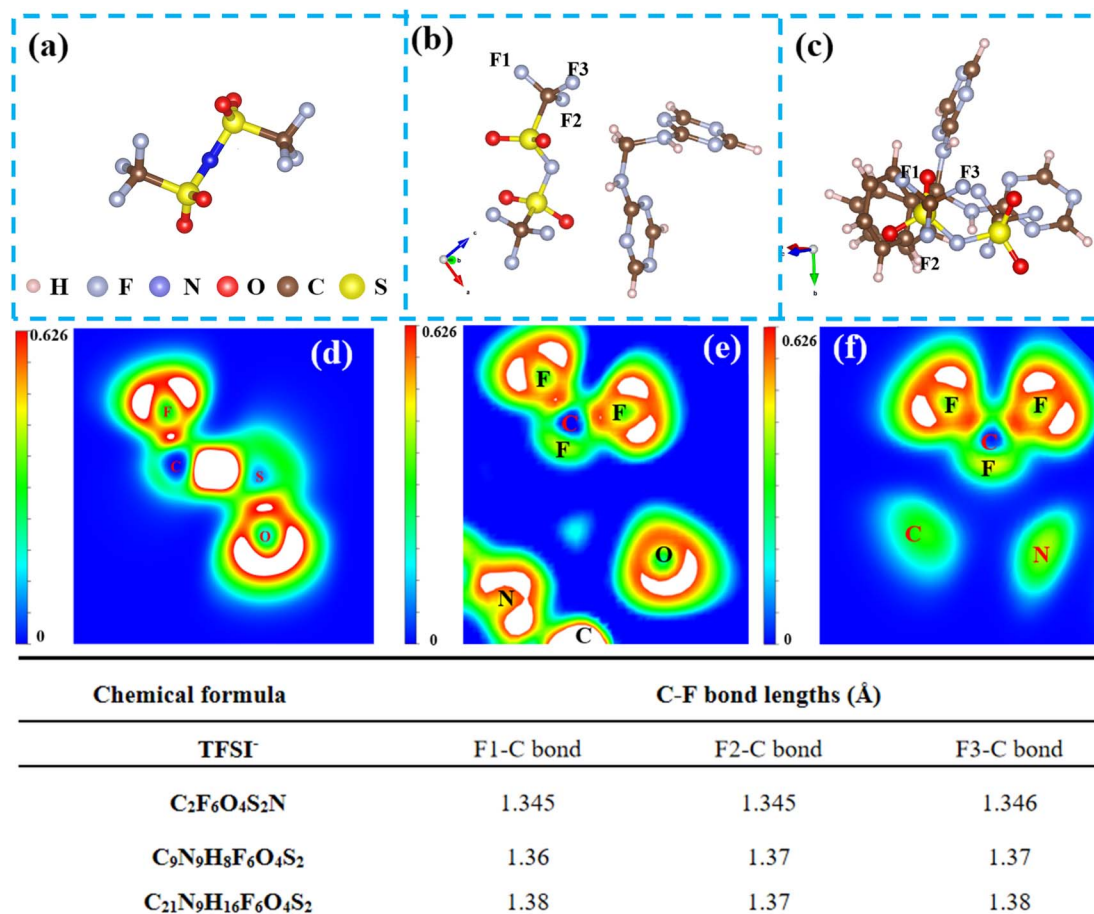 (a)
H F N O C S
(b)
F1
F3
F2
c
b
a
(c)
F1
F3
F2
b
0.626
0
(d)
F
C
S
O
0.626
0
(e)
F
F
C
F
O
N
C
0.626
0
(f)
F
F
C
F
C
N
Chemical formula C-F bond lengths (Å)
TFSI⁻ F1-C bond F2-C bond F3-C bond
C₂F₆O₄S₂N 1.345 1.345 1.346
C₉N₉H₈F₆O₄S₂ 1.36 1.37 1.37
C₂₁N₉H₁₆F₆O₄S₂ 1.38 1.37 1.38